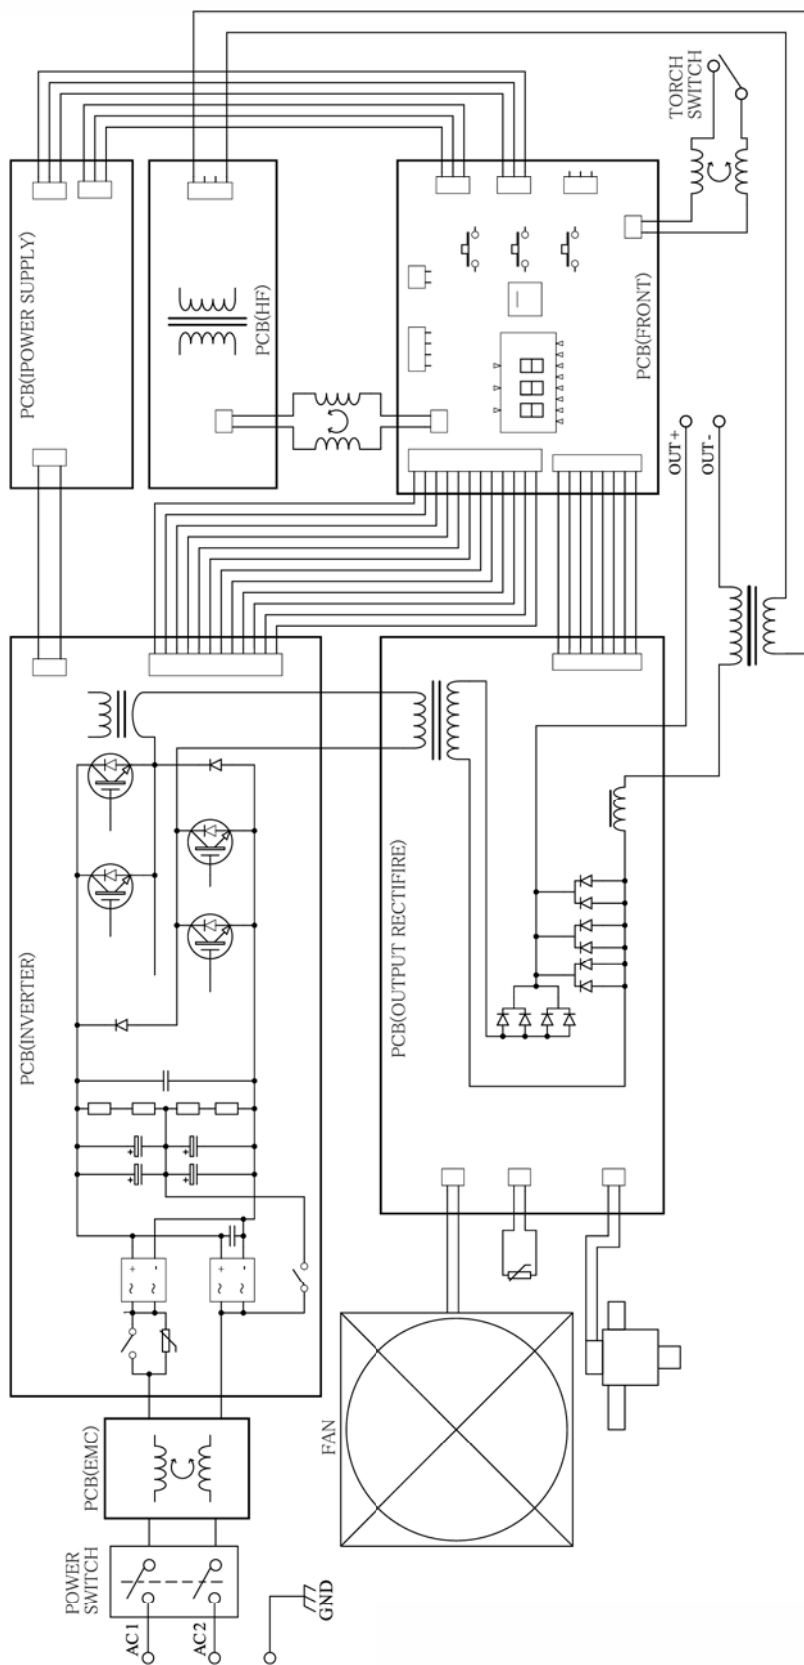 AC1
AC2
GND
POWER
SWITCH
PCB(EMC)
PCB(INVERTER)
+
-
~
~
+
-
~
~
+
+
+
+
PCB(IPOWER SUPPLY)
PCB(HF)
FAN
PCB(OUTPUT RECTIFIRE)
PCB(FRONT)
OUT+
OUT-
TORCH
SWITCH